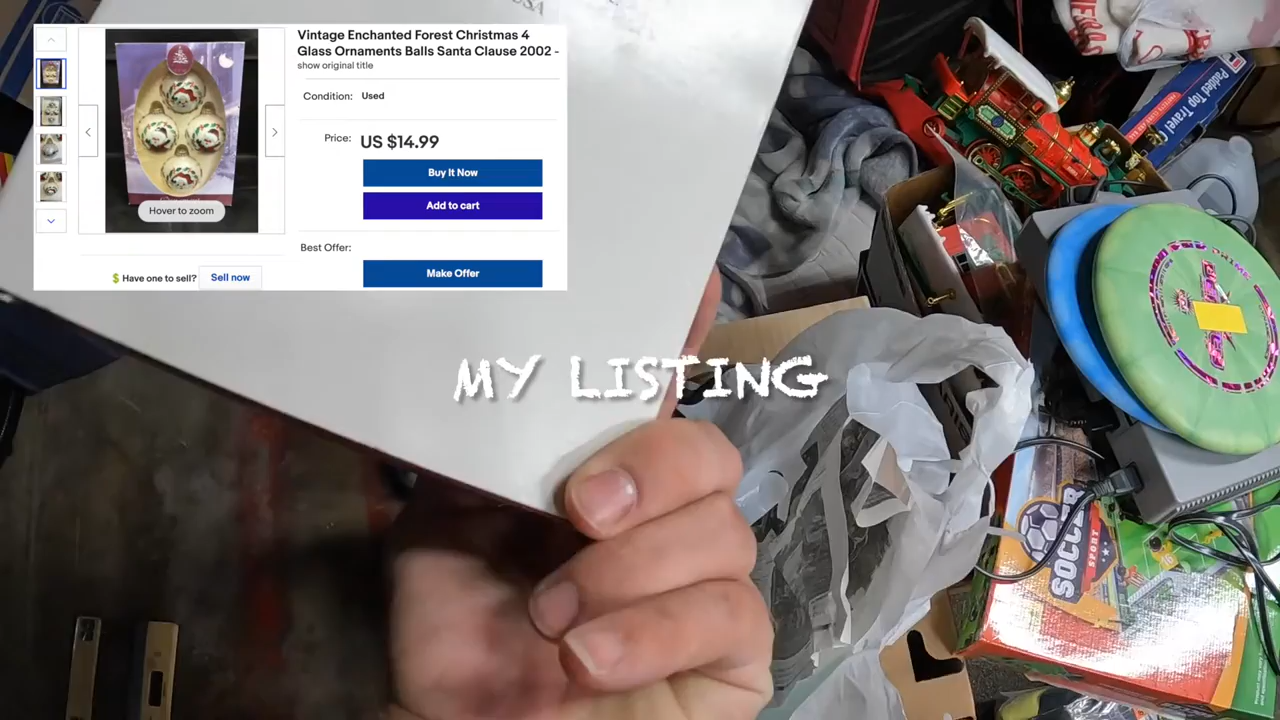 USA
Vintage Enchanted Forest Christmas 4
Glass Ornaments Balls Santa Clause 2002 -
show original title
Condition: Used
Price: US $14.99
Buy It Now
Add to cart
Best Offer:
Make Offer
Hover to zoom
Have one to sell? Sell now
MY LISTING
Padded Top Travel
PRIME
SOCCER
SPORT